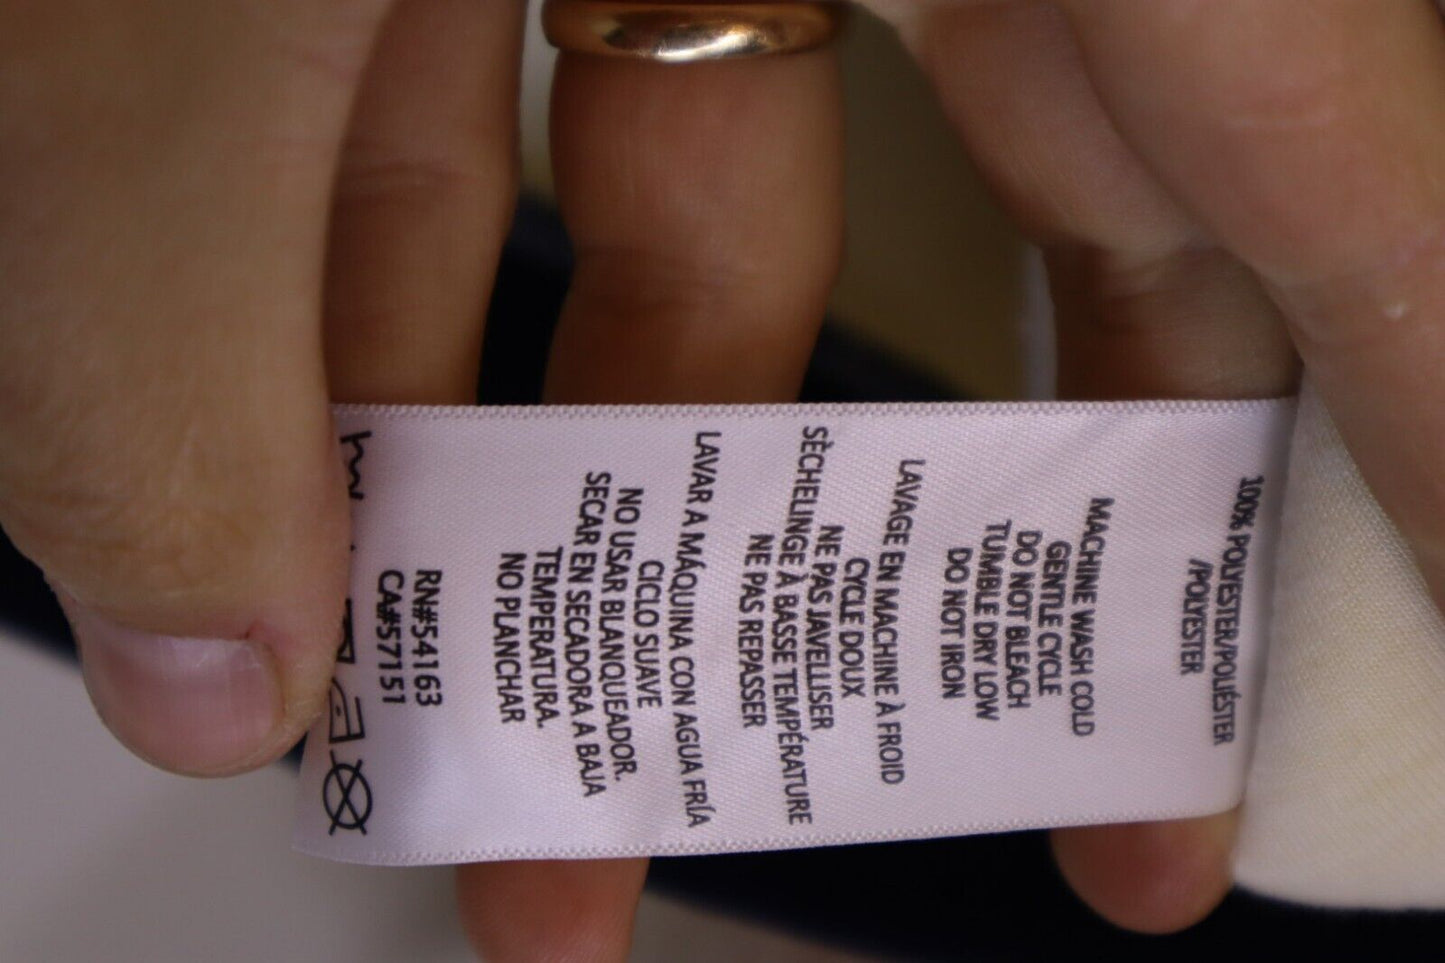 100% POLYESTER/POLIÉSTER
/POLYESTER
MACHINE WASH COLD
GENTLE CYCLE
DO NOT BLEACH
TUMBLE DRY LOW
DO NOT IRON
LAVAGE EN MACHINE À FROID
CYCLE DOUX
NE PAS JAVELLISER
SÈCHELINGE À BASSE TEMPÉRATURE
NE PAS REPASSER
LAVAR A MÁQUINA CON AGUA FRÍA
CICLO SUAVE
NO USAR BLANQUEADOR.
SECAR EN SECADORA A BAJA
TEMPERATURA.
NO PLANCHAR
RN#54163
CA#57151